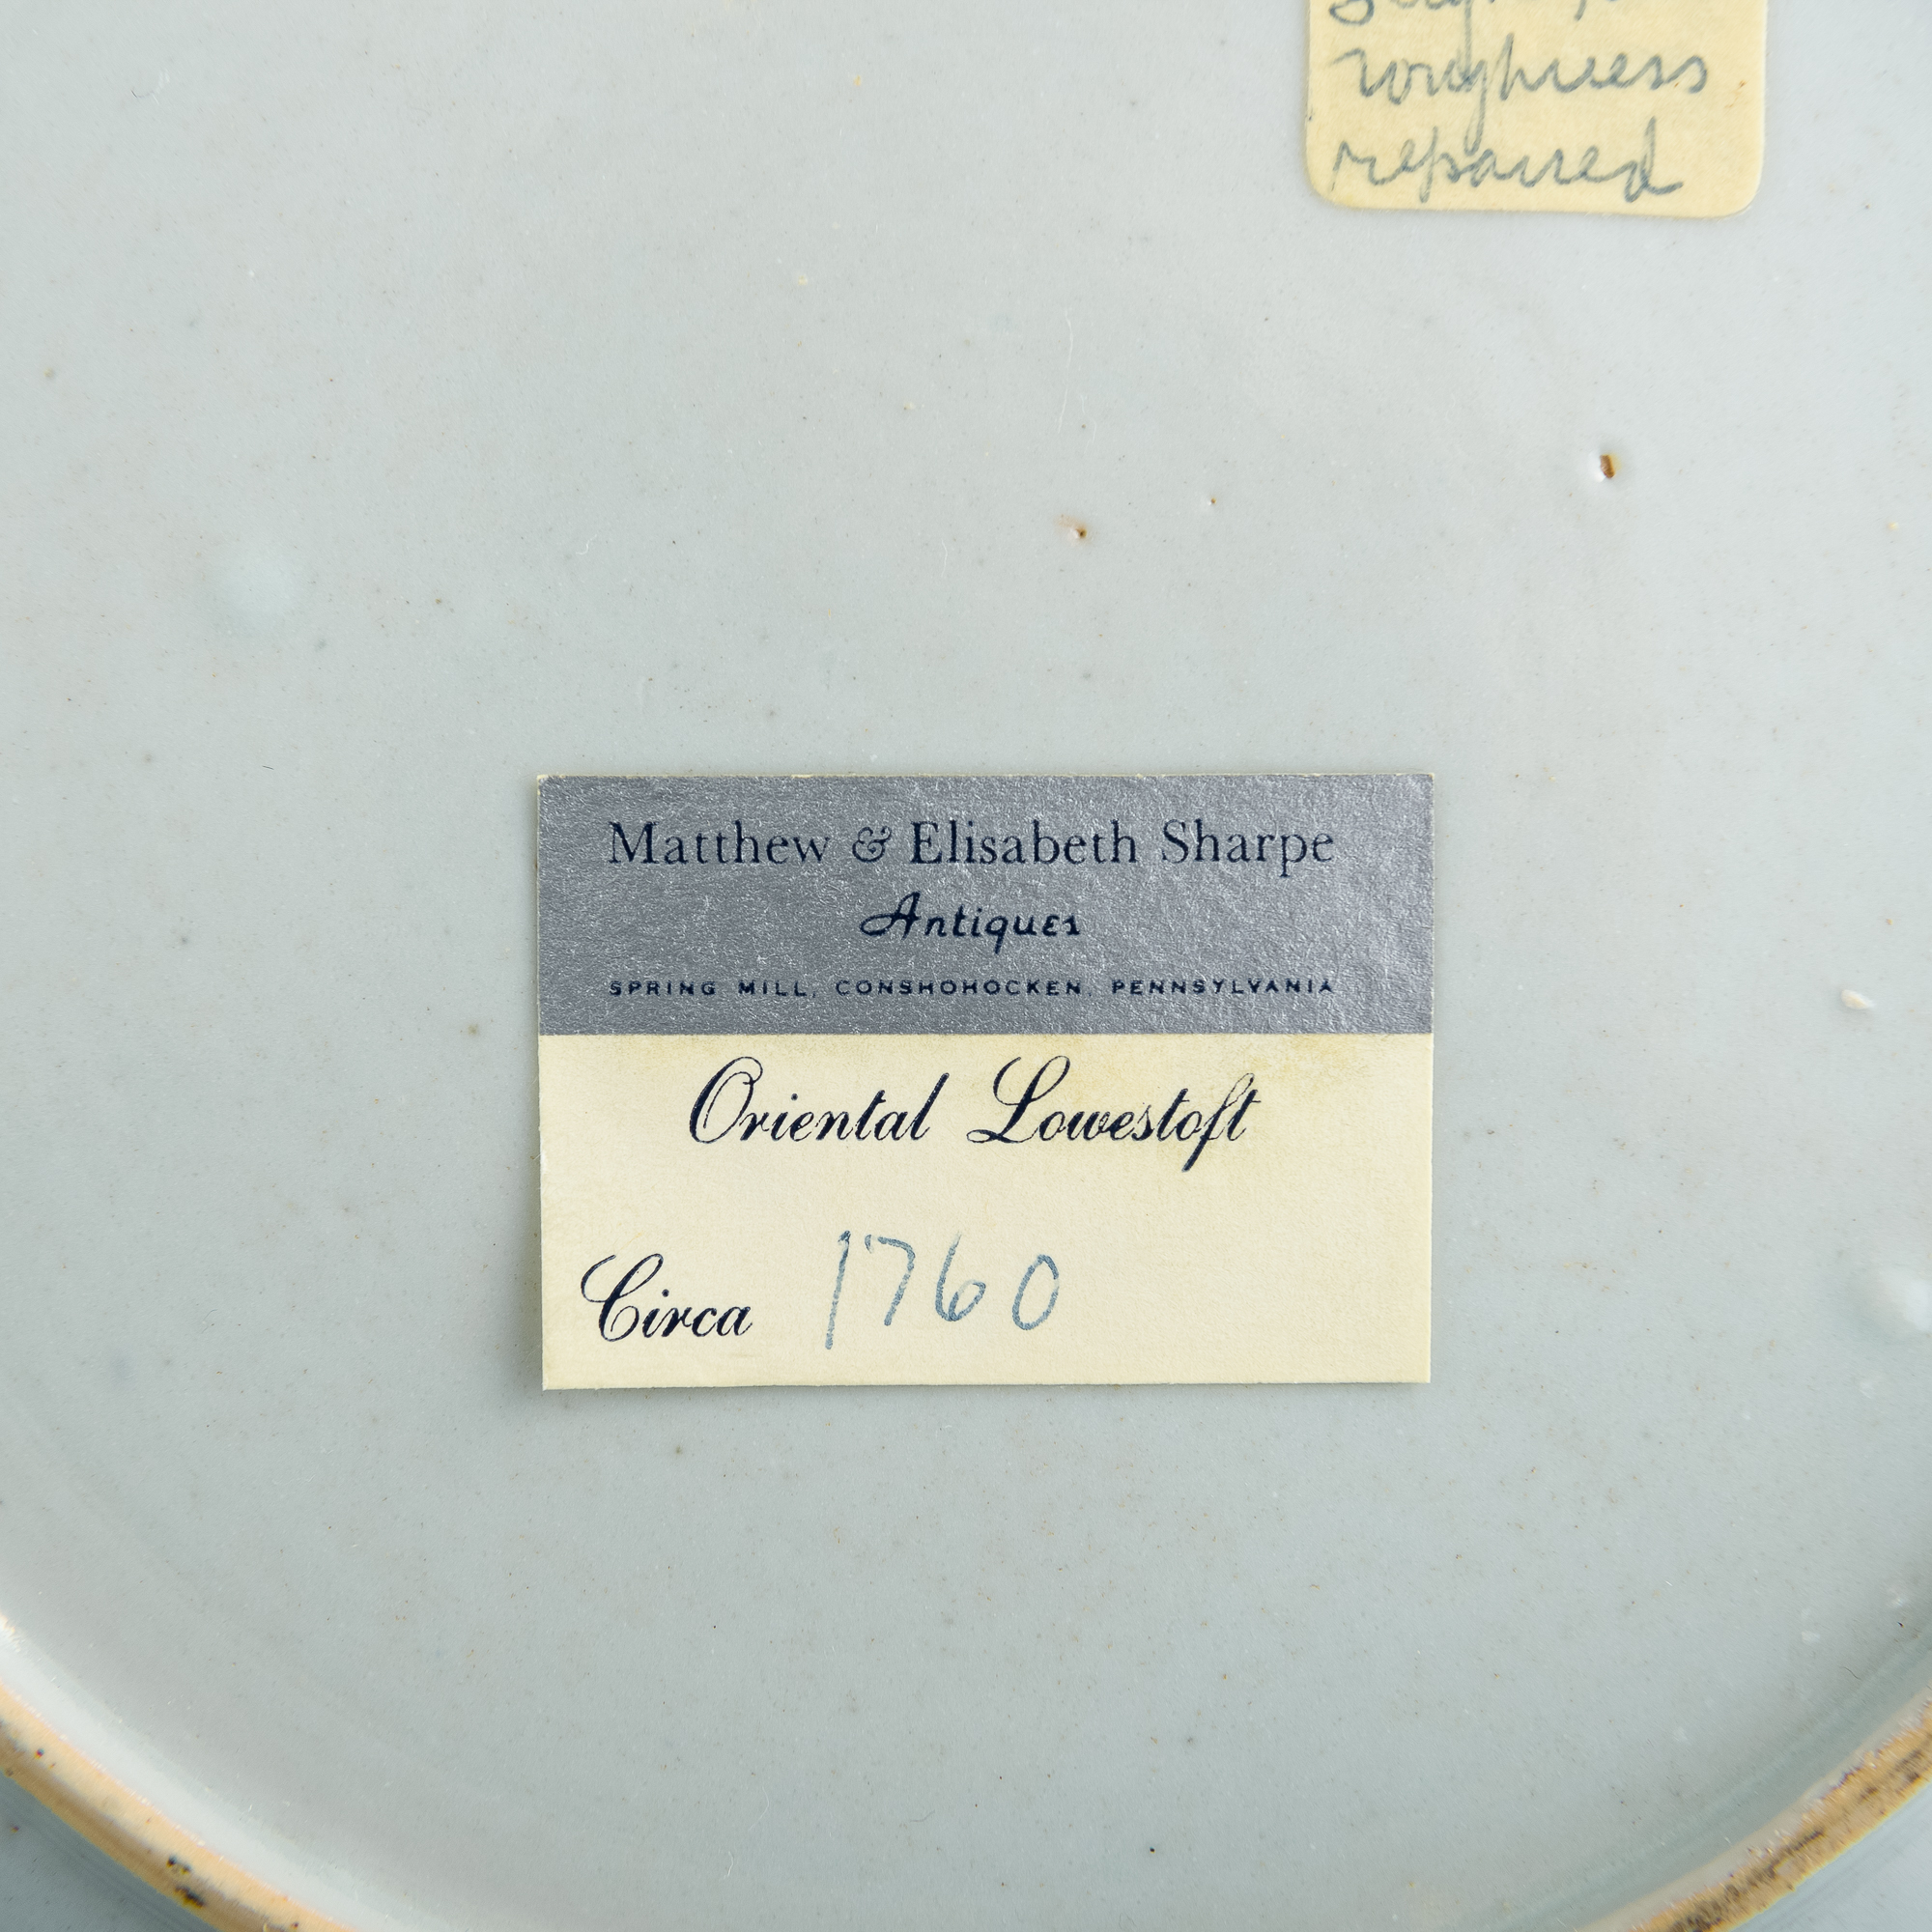 roughness
repaired
Matthew & Elisabeth Sharpe
Antiques
SPRING MILL, CONSHOHOCKEN, PENNSYLVANIA
Oriental Lowestoft
Circa 1760